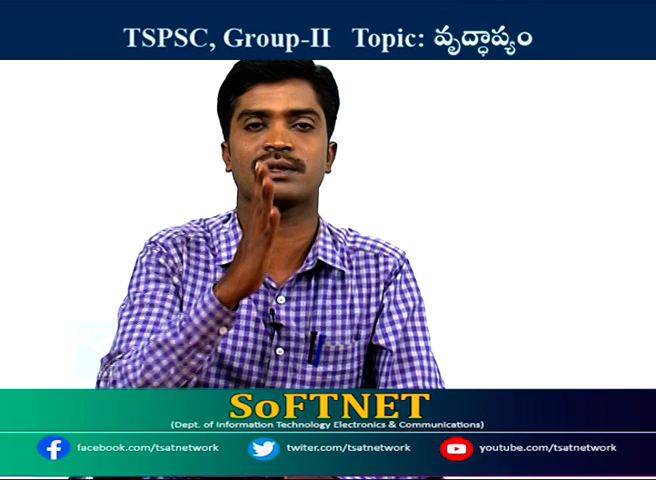 TSPSC, Group-II Topic: వృద్ధాప్యం
SoFTNET
(Dept. of Information Technology Electronics & Communications)
facebook.com/tsatnetwork twiter.com/tsatnetwork youtube.com/tsatnetwork